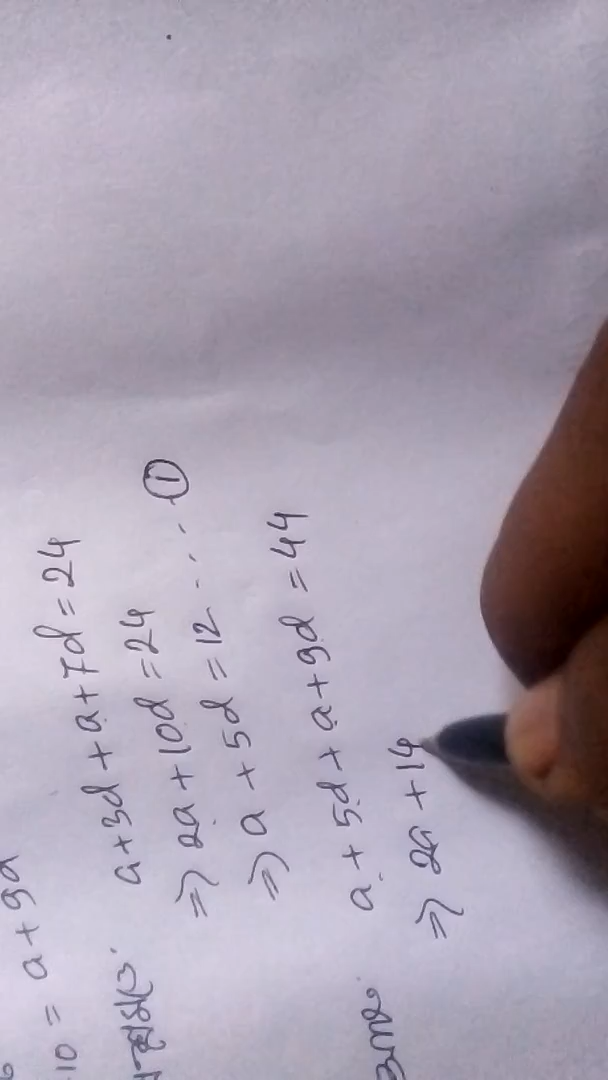 10 = a + 9d
a + 3d + a + 7d = 24
⇒ 2a + 10d = 24
⇒ a + 5d = 12 .... ①
a + 5d + a + 9d = 44
⇒ 2a + 14